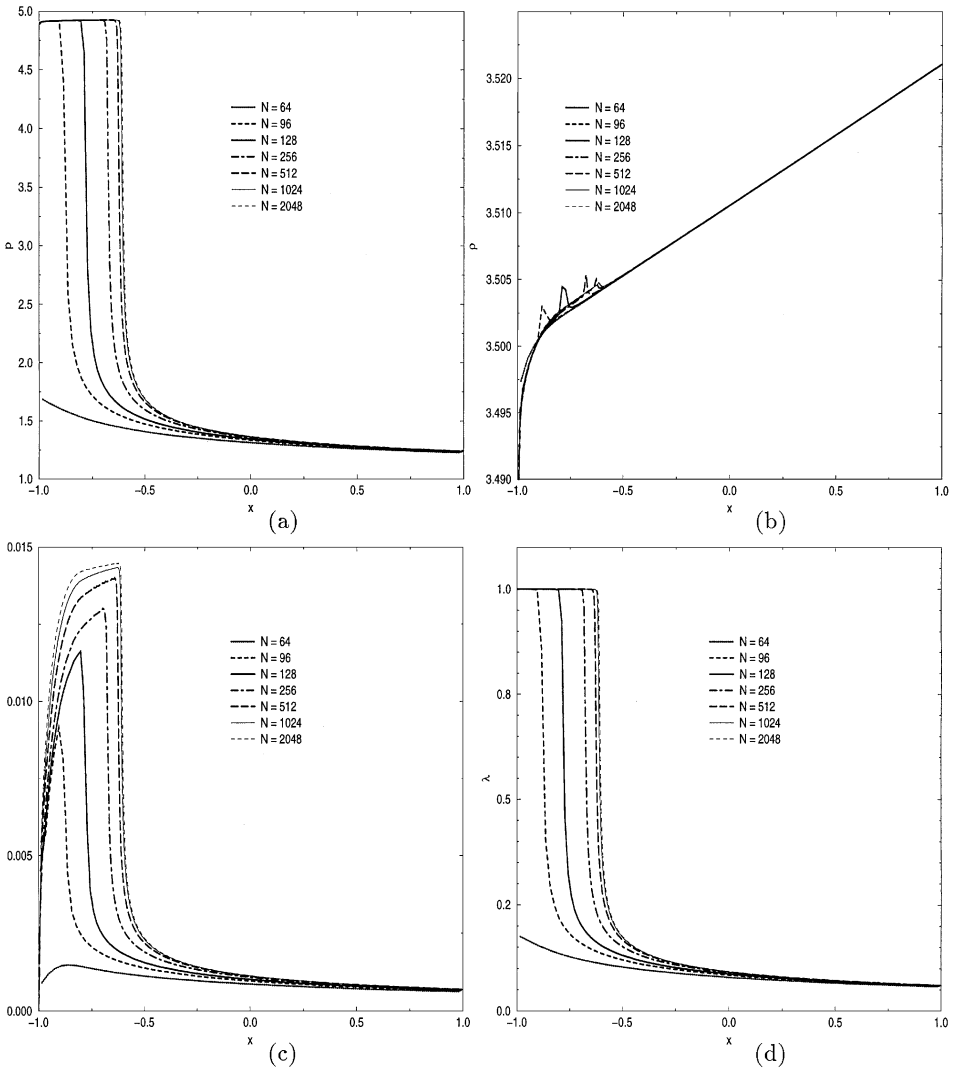 5.0
4.5
4.0
3.5
3.0
2.5
2.0
1.5
1.0
P
N = 64
N = 96
N = 128
N = 256
N = 512
N = 1024
N = 2048
-1.0 -0.5 0.0 0.5 1.0
x
(a)
3.520
3.515
3.510
3.505
3.500
3.495
3.490
ρ
N = 64
N = 96
N = 128
N = 256
N = 512
N = 1024
N = 2048
-1.0 -0.5 0.0 0.5 1.0
x
(b)
0.015
0.010
0.005
0.000
N = 64
N = 96
N = 128
N = 256
N = 512
N = 1024
N = 2048
-1.0 -0.5 0.0 0.5 1.0
x
(c)
1.0
0.8
0.5
0.2
0.0
λ
N = 64
N = 96
N = 128
N = 256
N = 512
N = 1024
N = 2048
-1.0 -0.5 0.0 0.5 1.0
x
(d)